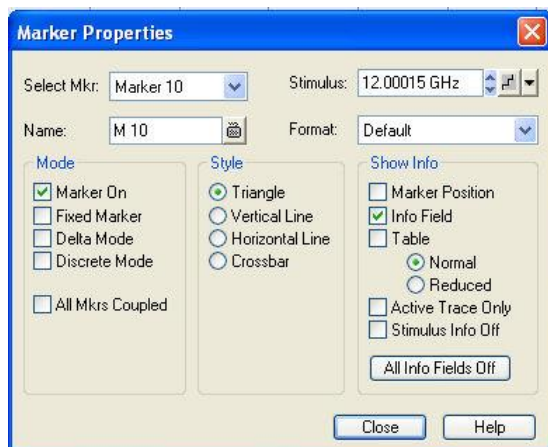 Marker Properties
Select Mkr: Marker 10
Stimulus: 12.00015 GHz
Name: M 10
Format: Default
Mode
Marker On
Fixed Marker
Delta Mode
Discrete Mode
All Mkrs Coupled
Style
Triangle
Vertical Line
Horizontal Line
Crossbar
Show Info
Marker Position
Info Field
Table
Normal
Reduced
Active Trace Only
Stimulus Info Off
All Info Fields Off
Close
Help